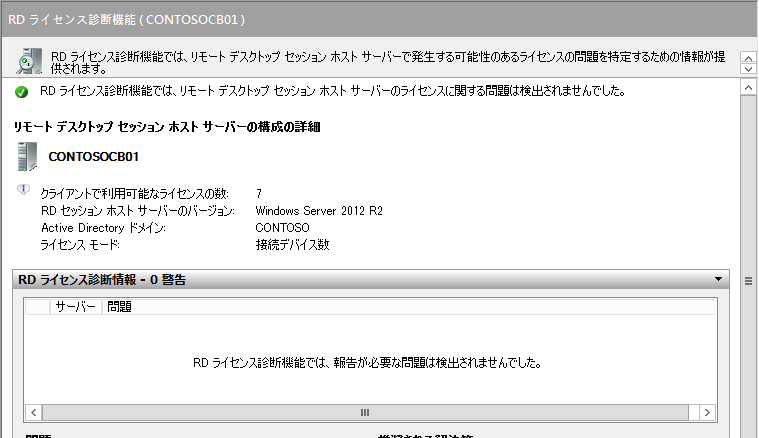 RD ライセンス診断機能 ( CONTOSOCB01 )
RD ライセンス診断機能では、リモート デスクトップ セッション ホスト サーバーで発生する可能性のあるライセンスの問題を特定するための情報が提
供されます。
RD ライセンス診断機能では、リモート デスクトップ セッション ホスト サーバーのライセンスに関する問題は検出されませんでした。
リモート デスクトップ セッション ホスト サーバーの構成の詳細
CONTOSOCB01
クライアントで利用可能なライセンスの数: 7
RD セッション ホスト サーバーのバージョン: Windows Server 2012 R2
Active Directory ドメイン: CONTOSO
ライセンス モード: 接続デバイス数
RD ライセンス診断情報 - 0 警告
サーバー 問題
RD ライセンス診断機能では、報告が必要な問題は検出されませんでした。